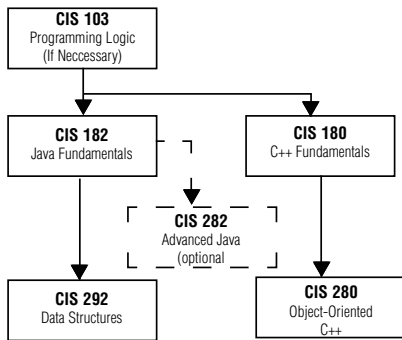 CIS 103
Programming Logic
(If Neccessary)
CIS 182
Java Fundamentals
CIS 180
C++ Fundamentals
CIS 282
Advanced Java
(optional
CIS 292
Data Structures
CIS 280
Object-Oriented
C++